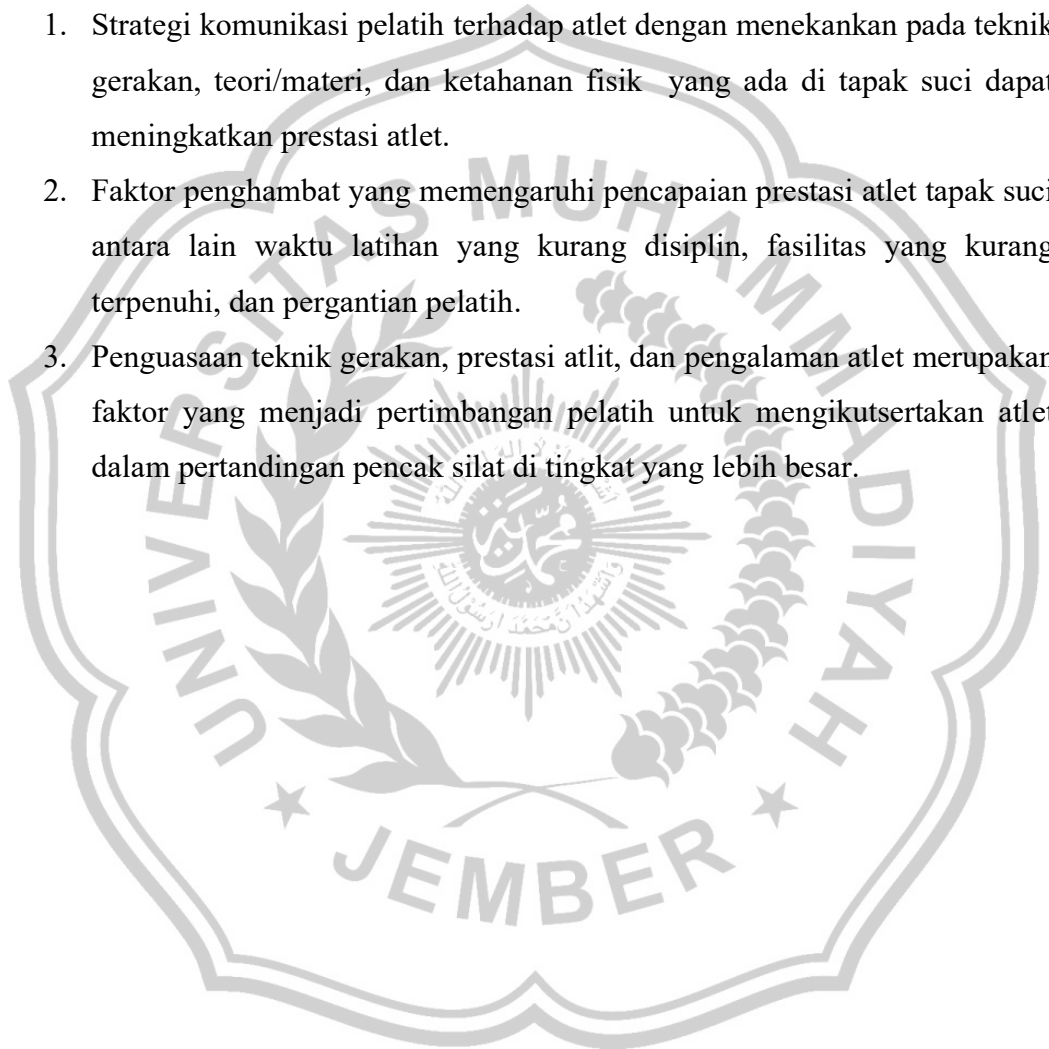 1. Strategi komunikasi pelatih terhadap atlet dengan menekankan pada teknik
gerakan, teori/materi, dan ketahanan fisik yang ada di tapak suci dapat
meningkatkan prestasi atlet.
2. Faktor penghambat yang memengaruhi pencapaian prestasi atlet tapak suci
antara lain waktu latihan yang kurang disiplin, fasilitas yang kurang
terpenuhi, dan pergantian pelatih.
3. Penguasaan teknik gerakan, prestasi atlit, dan pengalaman atlet merupakan
faktor yang menjadi pertimbangan pelatih untuk mengikutsertakan atlet
dalam pertandingan pencak silat di tingkat yang lebih besar.
UNIVERSITAS MUHAMMADIYAH
JEMBER